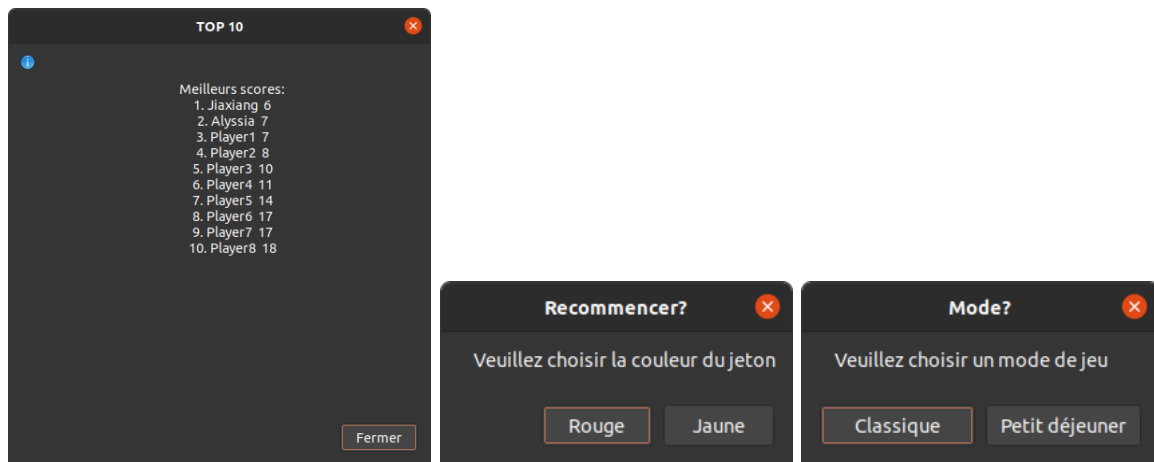 TOP 10
Meilleurs scores:
1. Jiaxiang 6
2. Alyssia 7
3. Player1 7
4. Player2 8
5. Player3 10
6. Player4 11
7. Player5 14
8. Player6 17
9. Player7 17
10. Player8 18
Fermer
Recommencer?
Veuillez choisir la couleur du jeton
Rouge Jaune
Mode?
Veuillez choisir un mode de jeu
Classique Petit déjeuner